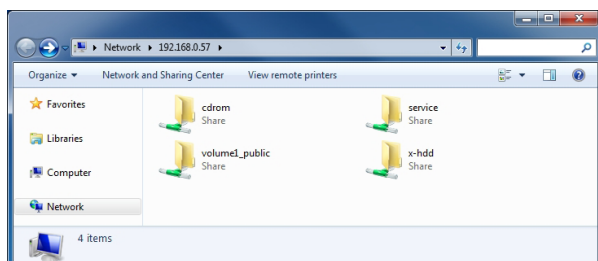 Network 192.168.0.57
Organize Network and Sharing Center View remote printers
Favorites
Libraries
Computer
Network
cdrom
Share
service
Share
volume1_public
Share
x-hdd
Share
4 items